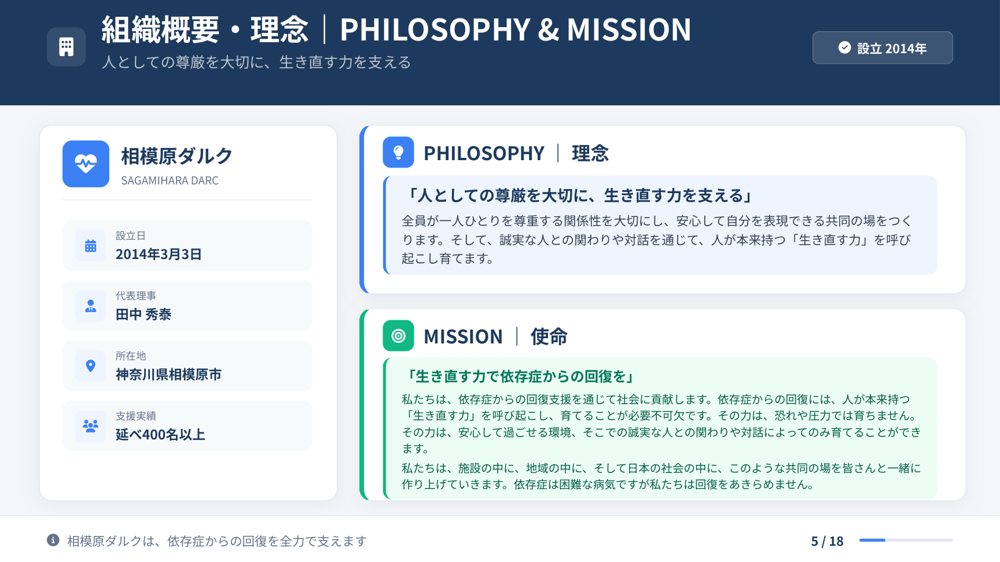 組織概要・理念｜PHILOSOPHY & MISSION
人としての尊厳を大切に、生き直す力を支える
設立 2014年
相模原ダルク
SAGAMIHARA DARC
設立日
2014年3月3日
代表理事
田中 秀泰
所在地
神奈川県相模原市
支援実績
延べ400名以上
PHILOSOPHY ｜ 理念
「人としての尊厳を大切に、生き直す力を支える」
全員が一人ひとりを尊重する関係性を大切にし、安心して自分を表現できる共同の場をつく
ります。そして、誠実な人との関わりや対話を通じて、人が本来持つ「生き直す力」を呼び
起こし育てます。
MISSION ｜ 使命
「生き直す力で依存症からの回復を」
私たちは、依存症からの回復支援を通じて社会に貢献します。依存症からの回復には、人が本来持つ
「生き直す力」を呼び起こし、育てることが必要不可欠です。その力は、恐れや圧力では育ちません。
その力は、安心して過ごせる環境、そこでの誠実な人との関わりや対話によってのみ育てることができ
ます。
私たちは、施設の中に、地域の中に、そして日本の社会の中に、このような共同の場を皆さんと一緒に
作り上げていきます。依存症は困難な病気ですが私たちは回復をあきらめません。
相模原ダルクは、依存症からの回復を全力で支えます
5 / 18